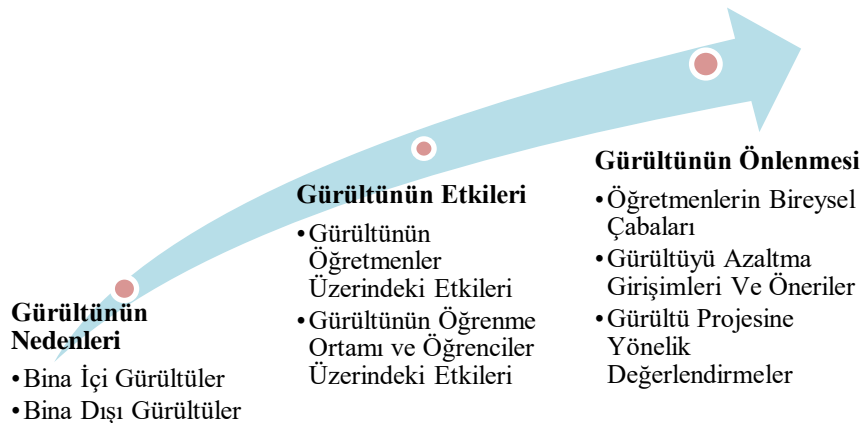 Gürültünün
Nedenleri
•Bina İçi Gürültüler
•Bina Dışı Gürültüler
Gürültünün Etkileri
•Gürültünün
Öğretmenler
Üzerindeki Etkileri
•Gürültünün Öğrenme
Ortamı ve Öğrenciler
Üzerindeki Etkileri
Gürültünün Önlenmesi
•Öğretmenlerin Bireysel
Çabaları
•Gürültüyü Azaltma
Girişimleri Ve Öneriler
•Gürültü Projesine
Yönelik
Değerlendirmeler